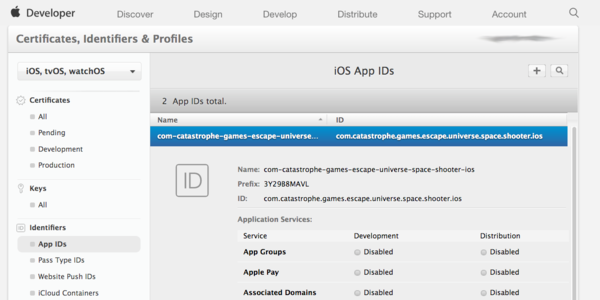 Developer Discover Design Develop Distribute Support Account
Certificates, Identifiers & Profiles
iOS, tvOS, watchOS
Certificates
All
Pending
Development
Production
Keys
All
Identifiers
App IDs
Pass Type IDs
Website Push IDs
iCloud Containers
iOS App IDs
2 App IDs total.
Name ID
com-catastrophe-games-escape-universe... com.catastrophe.games.escape.universe.space.shooter.ios
ID
Name: com-catastrophe-games-escape-universe-space-shooter-ios
Prefix: 3Y29B8MAVL
ID: com.catastrophe.games.escape.universe.space.shooter.ios
Application Services:
Service Development Distribution
App Groups Disabled Disabled
Apple Pay Disabled Disabled
Associated Domains Disabled Disabled